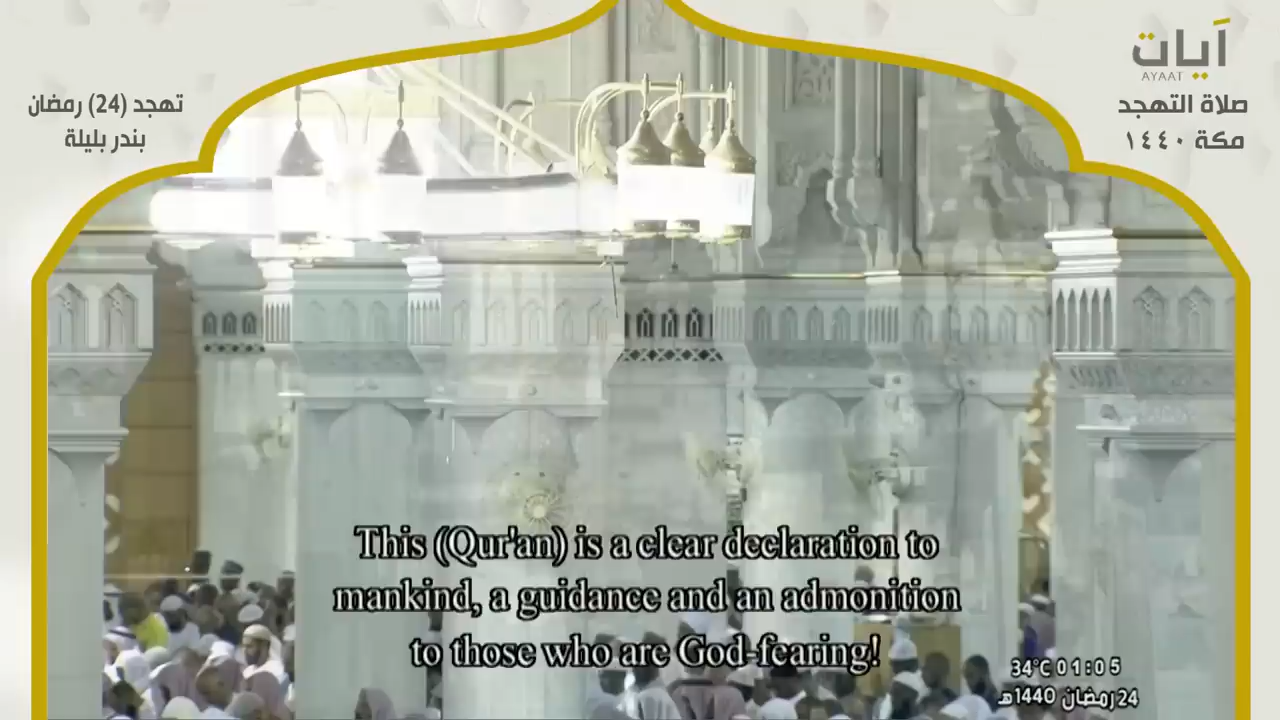 آيات
AYAAT
صلاة التهجد
مكة ١٤٤٠
تهجد (24) رمضان
بندر بليلة
This (Qur'an) is a clear declaration to
mankind, a guidance and an admonition
to those who are God-fearing!
34°C 01:05
24 رمضان 1440هـ